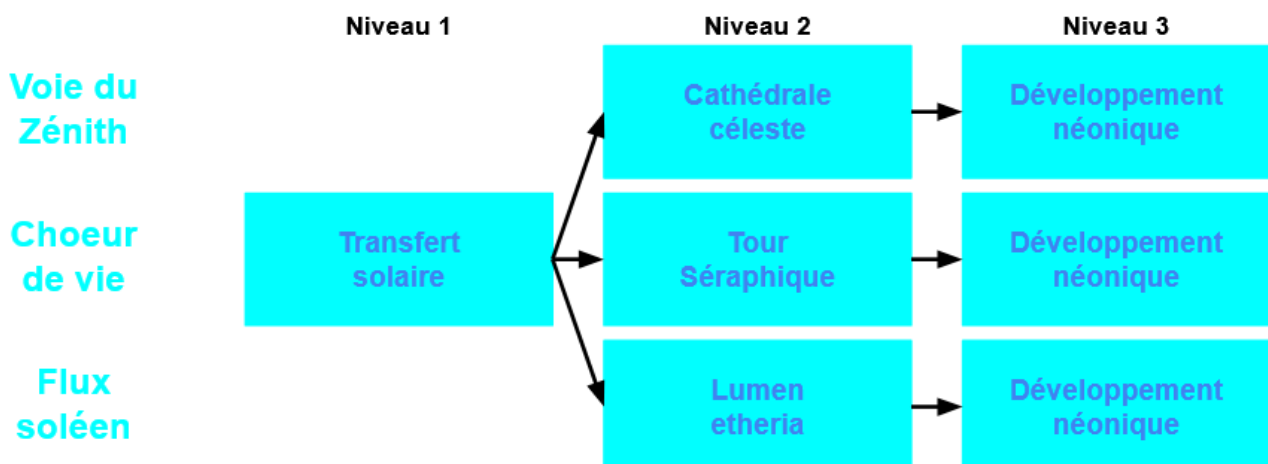 Niveau 1
Niveau 2
Niveau 3
Voie du
Zénith
Cathédrale
céleste
Développement
néonique
Choeur
de vie
Transfert
solaire
Tour
Séraphique
Développement
néonique
Flux
soléen
Lumen
etheria
Développement
néonique